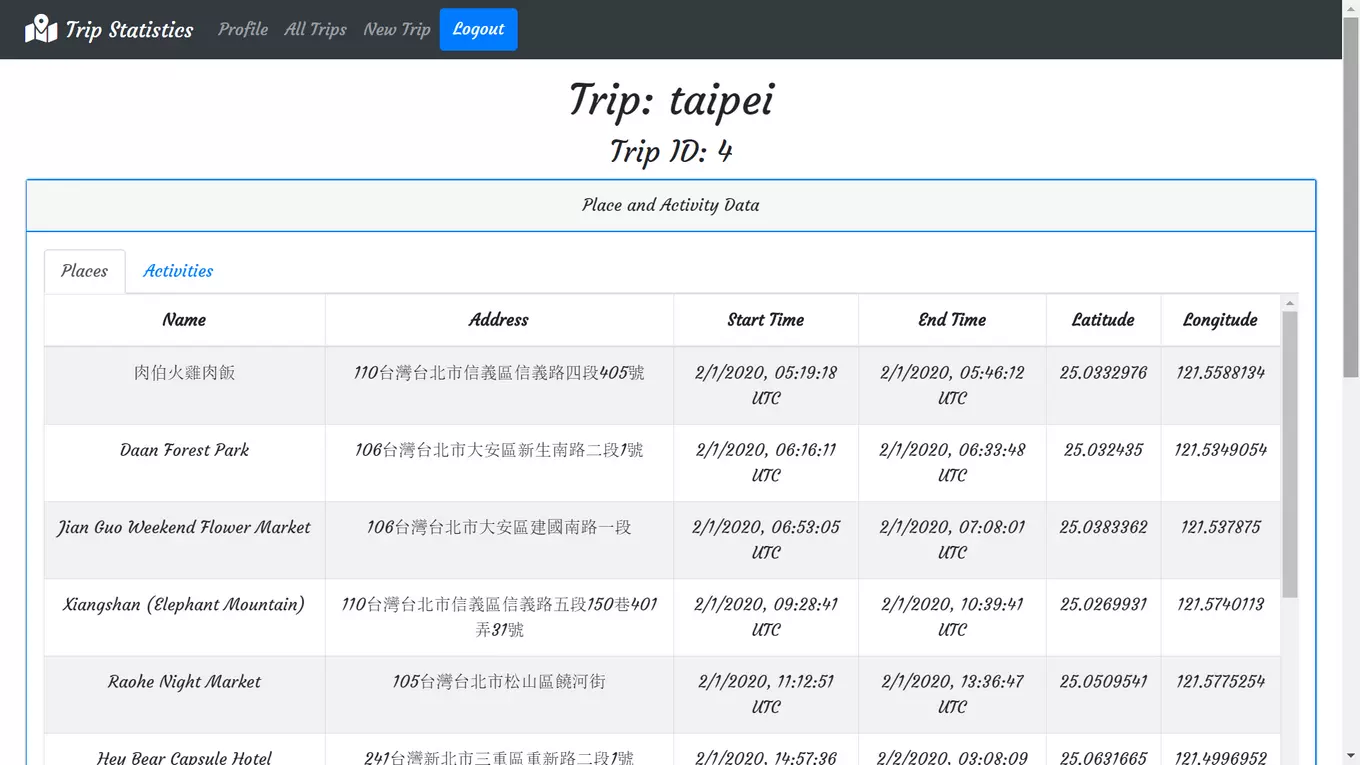 Trip Statistics Profile All Trips New Trip Logout
Trip: taipei
Trip ID: 4
Place and Activity Data
Places Activities
Name Address Start Time End Time Latitude Longitude
肉伯火雞肉飯 110台灣台北市信義區信義路四段405號 2/1/2020, 05:19:18 2/1/2020, 05:46:12 25.0332976 121.5588134
UTC UTC
Daan Forest Park 106台灣台北市大安區新生南路二段1號 2/1/2020, 06:16:11 2/1/2020, 06:33:48 25.032435 121.5349054
UTC UTC
Jian Guo Weekend Flower Market 106台灣台北市大安區建國南路一段 2/1/2020, 06:53:05 2/1/2020, 07:08:01 25.0383362 121.537875
UTC UTC
Xiangshan (Elephant Mountain) 110台灣台北市信義區信義路五段150巷401 2/1/2020, 09:28:41 2/1/2020, 10:39:41 25.0269931 121.5740113
弄31號 UTC UTC
Raohe Night Market 105台灣台北市松山區饒河街 2/1/2020, 11:12:51 2/1/2020, 13:36:47 25.0509541 121.5775254
UTC UTC
Hey Bear Capsule Hotel 241台灣新北市三重區重新路二段1號 2/1/2020, 14:57:36 2/2/2020, 03:08:09 25.0631665 121.4996952